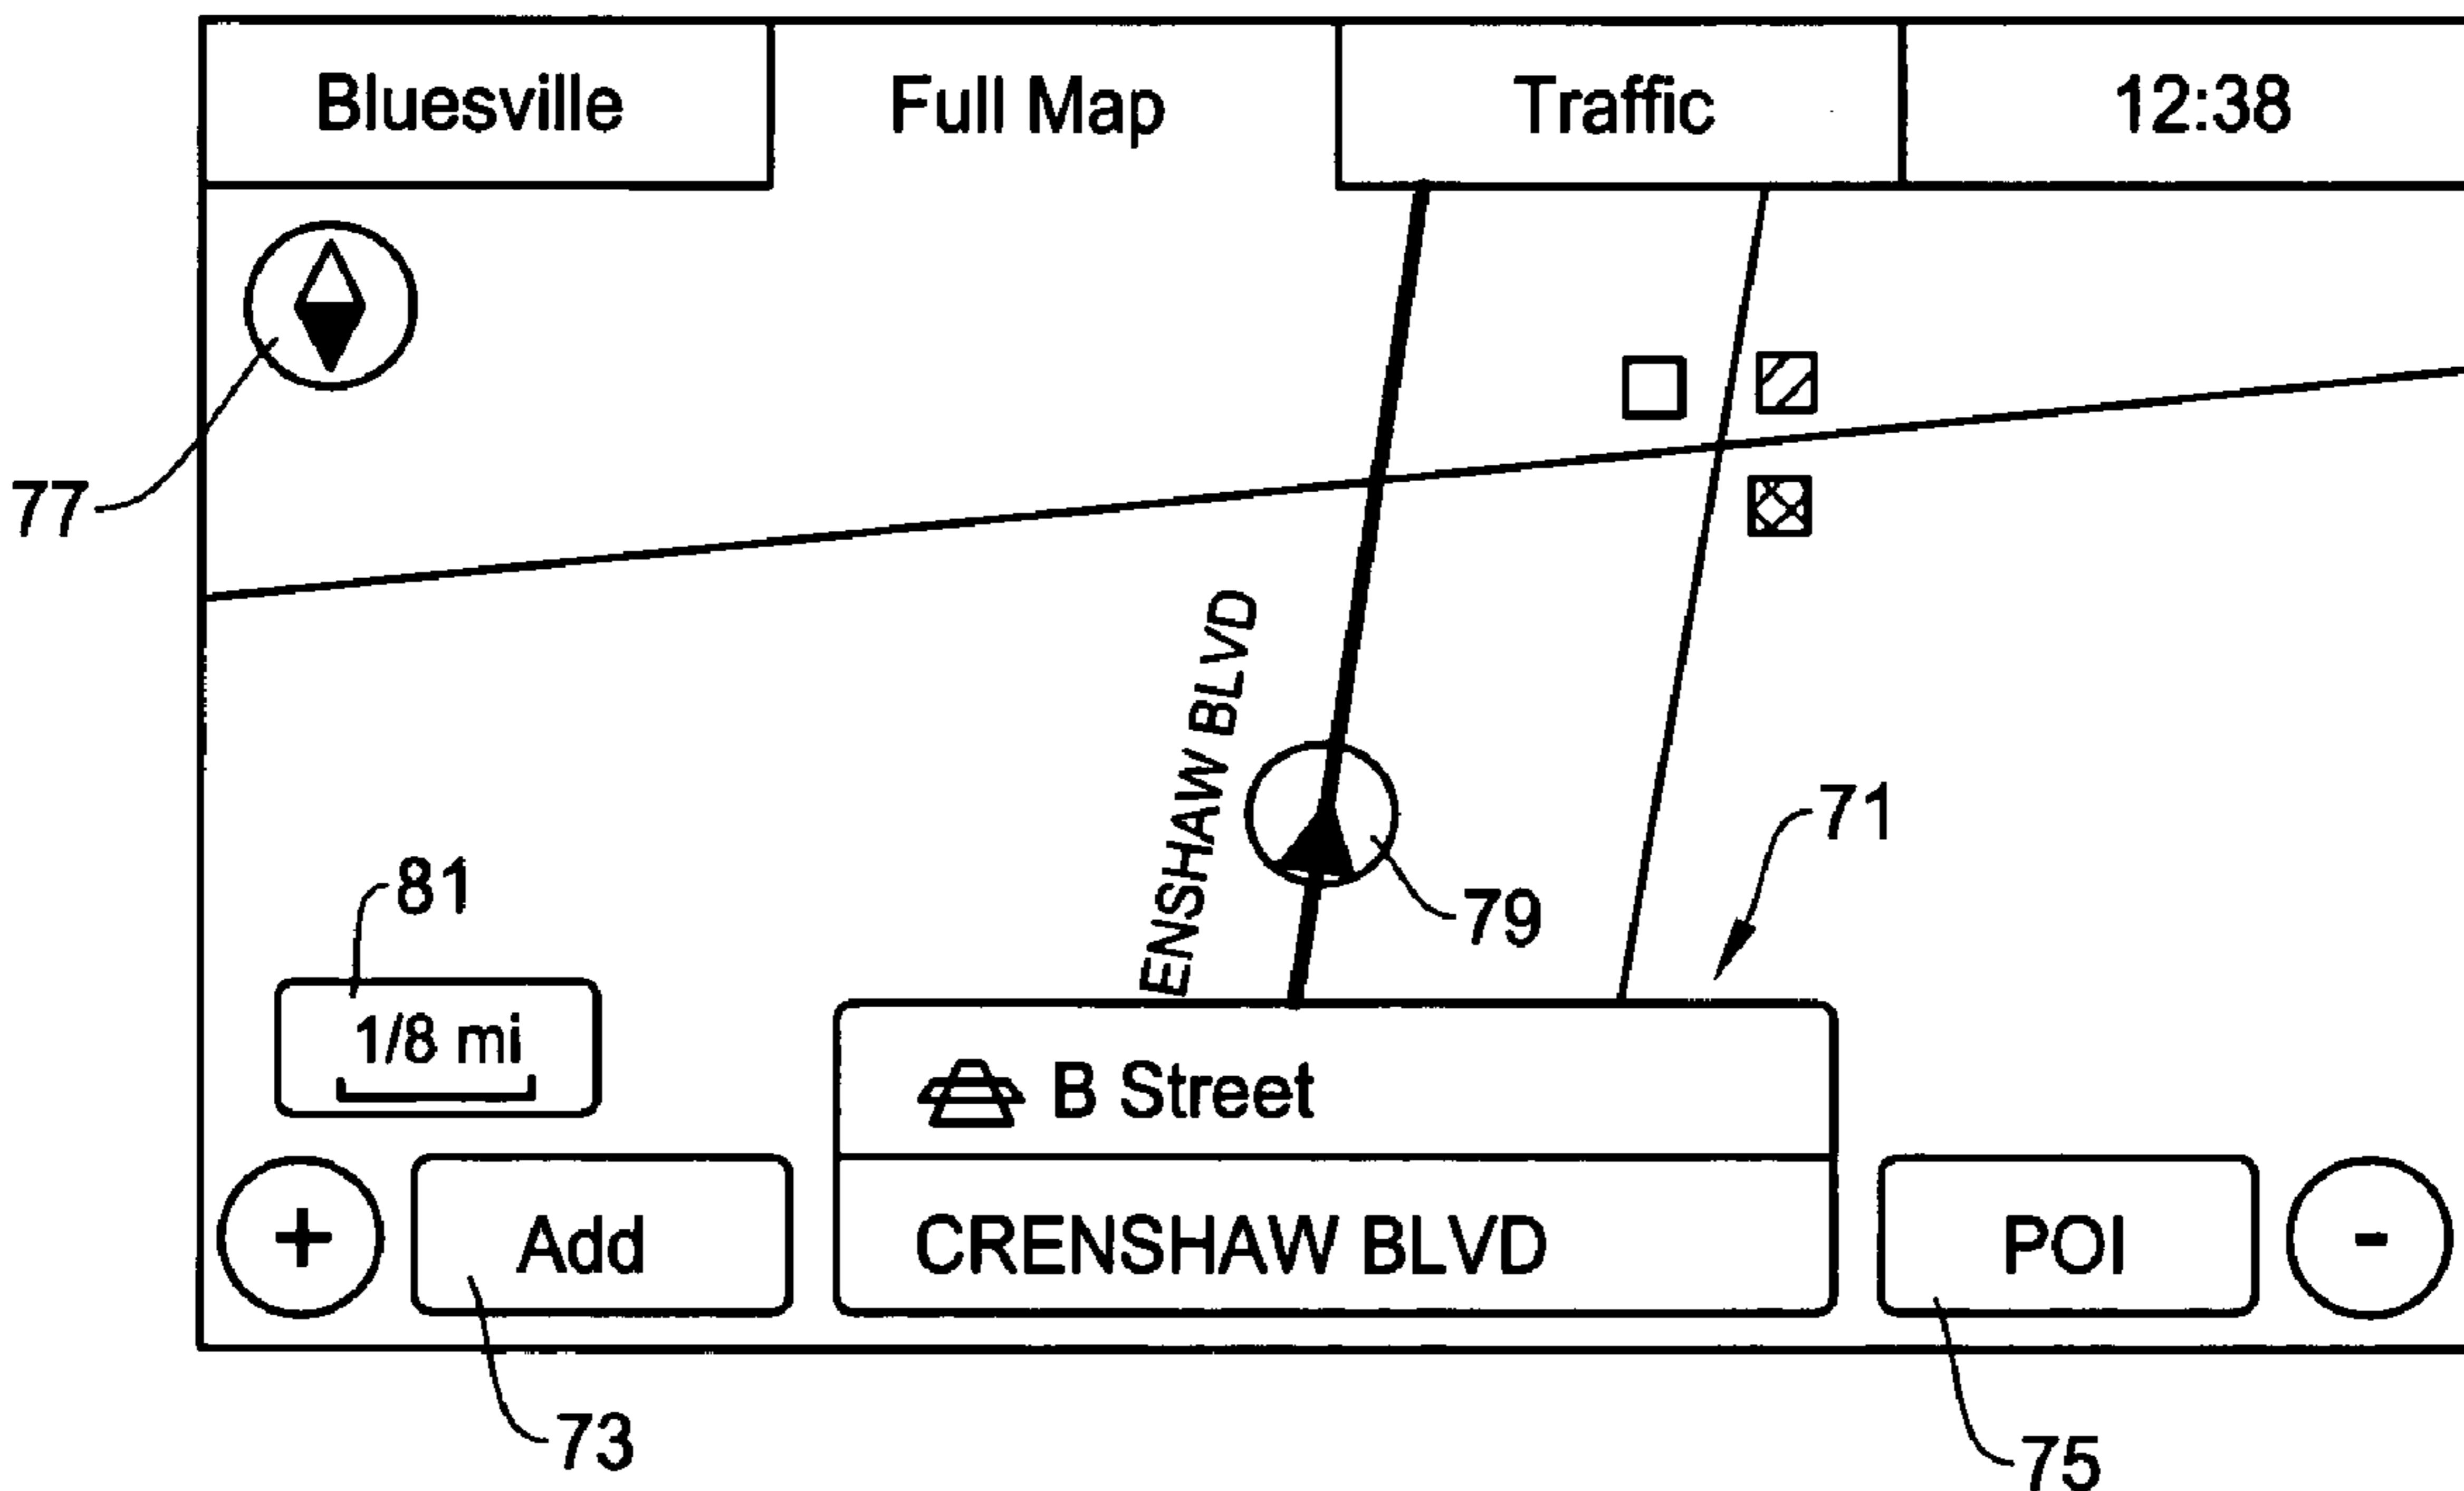 Bluesville
Full Map
Traffic
12:38
77
ENSHAW BLVD
71
81
79
1/8 mi
B Street
+
Add
CRENSHAW BLVD
POI
-
73
75